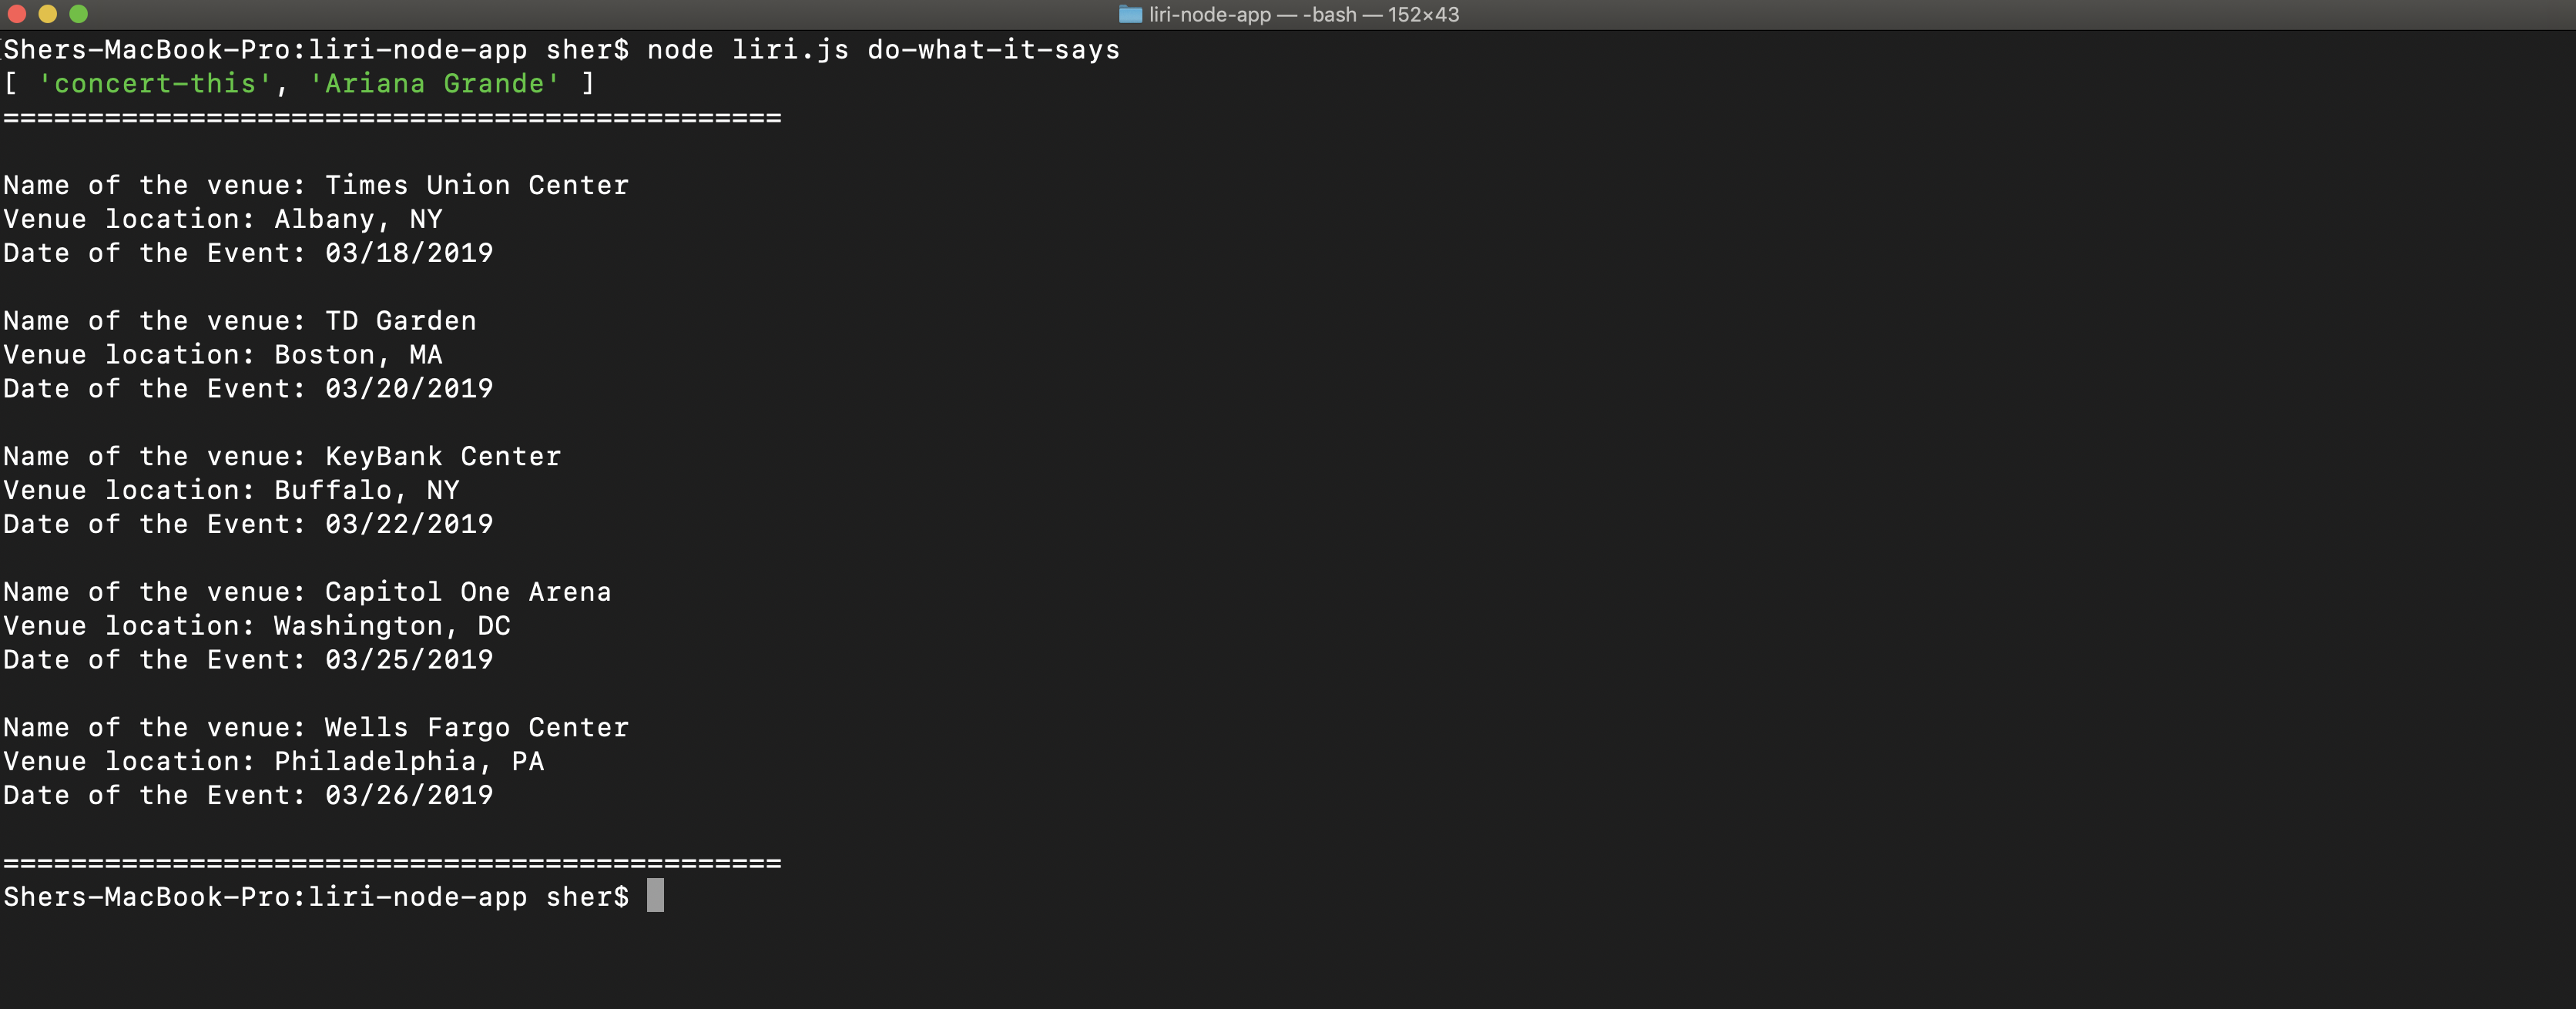 liri-node-app — -bash — 152×43
Shers-MacBook-Pro:liri-node-app sher$ node liri.js do-what-it-says
[ 'concert-this', 'Ariana Grande' ]
==============================================
Name of the venue: Times Union Center
Venue location: Albany, NY
Date of the Event: 03/18/2019
Name of the venue: TD Garden
Venue location: Boston, MA
Date of the Event: 03/20/2019
Name of the venue: KeyBank Center
Venue location: Buffalo, NY
Date of the Event: 03/22/2019
Name of the venue: Capitol One Arena
Venue location: Washington, DC
Date of the Event: 03/25/2019
Name of the venue: Wells Fargo Center
Venue location: Philadelphia, PA
Date of the Event: 03/26/2019
==============================================
Shers-MacBook-Pro:liri-node-app sher$